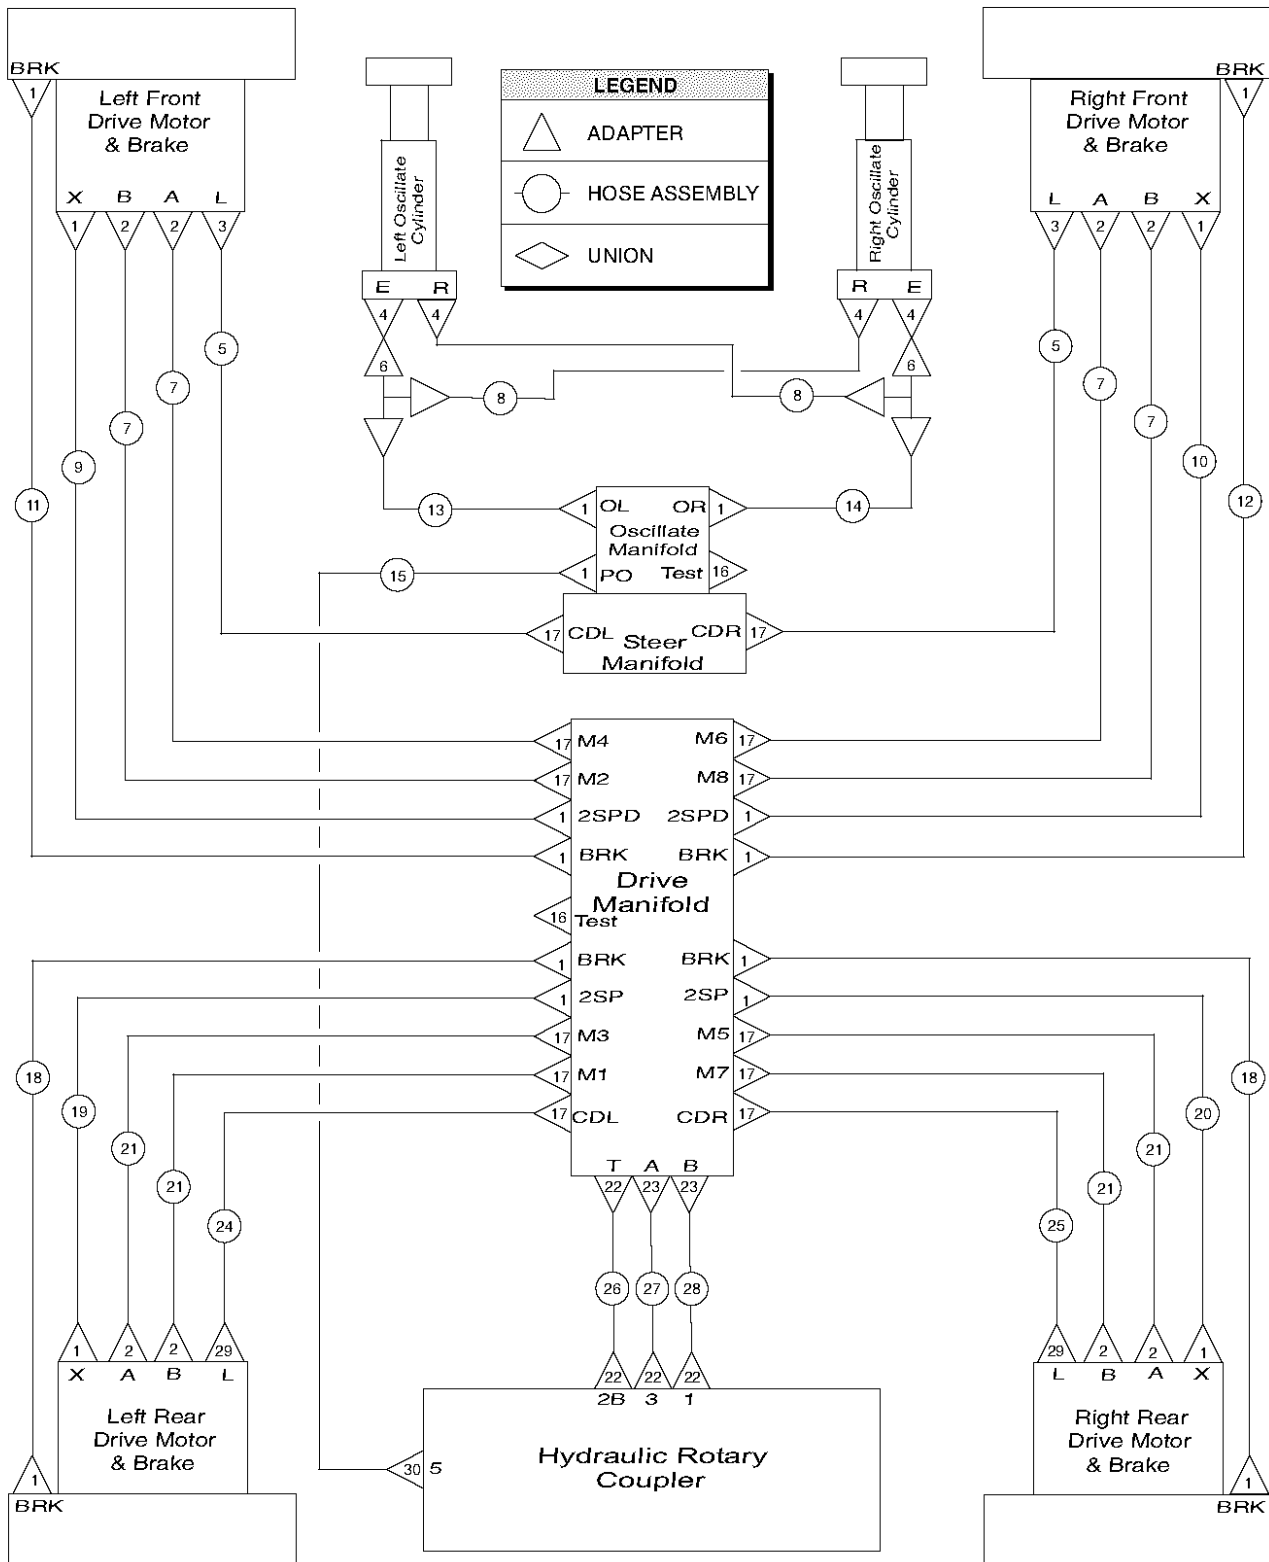 BRK
1
Left Front
Drive Motor
& Brake
X B A L
1 2 2 3
LEGEND
ADAPTER
HOSE ASSEMBLY
UNION
Left Oscillate
Cylinder
E R
4 4
6
Right Oscillate
Cylinder
R E
4 4
6
BRK
1
Right Front
Drive Motor
& Brake
L A B X
3 2 2 1
5
7
7
9
11
8
8
5
7
7
10
12
13
14
15
1 OL OR 1
Oscillate
Manifold
1 PO Test 16
17 CDL CDR 17
Steer
Manifold
17 M4 M6 17
17 M2 M8 17
1 2SPD 2SPD 1
1 BRK BRK 1
Drive
Manifold
16 Test
1 BRK BRK 1
1 2SP 2SP 1
17 M3 M5 17
17 M1 M7 17
17 CDL CDR 17
T A B
22 23 23
18
19
21
21
24
26 27 28
18
20
21
21
25
22 22 22
2B 3 1
30 5
Hydraulic Rotary
Coupler
1 2 2 29
X A B L
Left Rear
Drive Motor
& Brake
1
BRK
29 2 2 1
L B A X
Right Rear
Drive Motor
& Brake
1
BRK